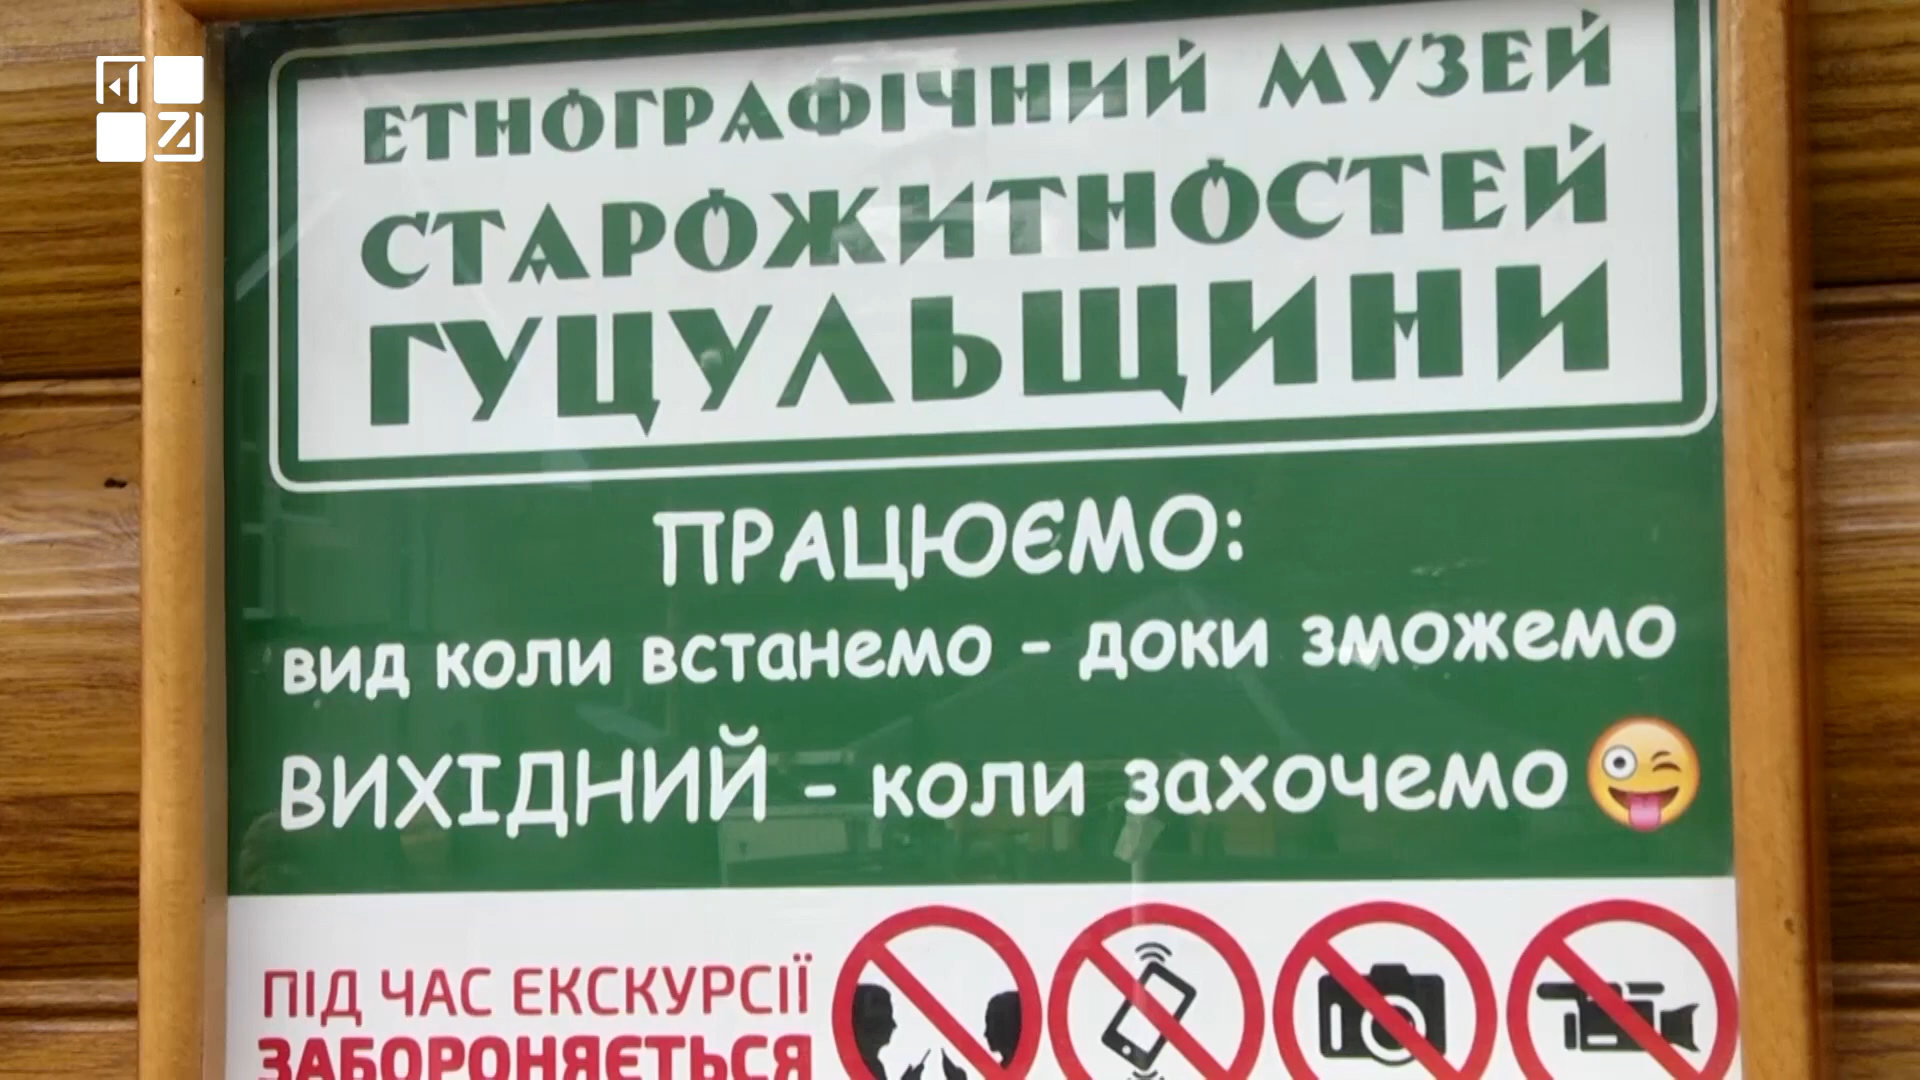 ЕТНОГРАФІЧНИЙ МУЗЕЙ
СТАРОЖИТНОСТЕЙ
ГУЦУЛЬЩИНИ
ПРАЦЮЄМО:
вид коли встанемо - доки зможемо
ВИХІДНИЙ - коли захочемо
ПІД ЧАС ЕКСКУРСІЇ
ЗАБОРОНЯЄТЬСЯ